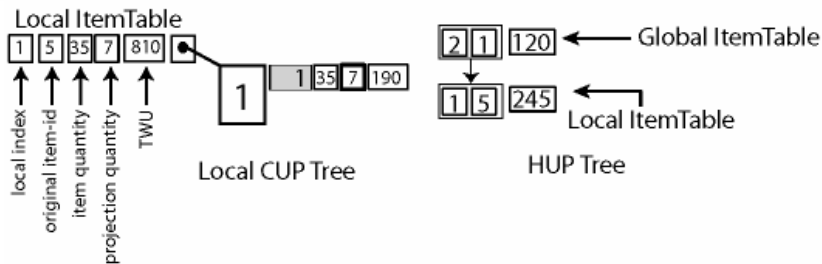 Local ItemTable
1 5 35 7 810
local index
original item-id
item quantity
projection quantity
TWU
1
1 35 7 190
Local CUP Tree
2 1 120
Global ItemTable
1 5 245
Local ItemTable
HUP Tree